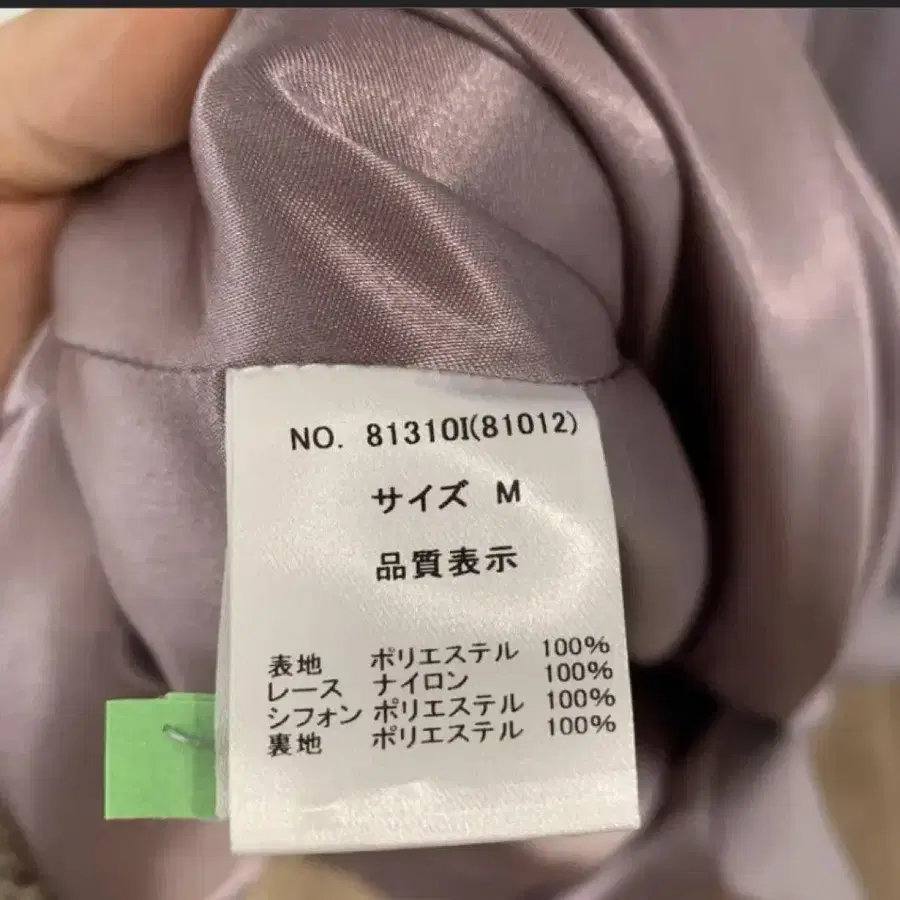 NO. 81310I(81012)
サイズ M
品質表示
表地 ポリエステル 100%
レース ナイロン 100%
シフォン ポリエステル 100%
裏地 ポリエステル 100%